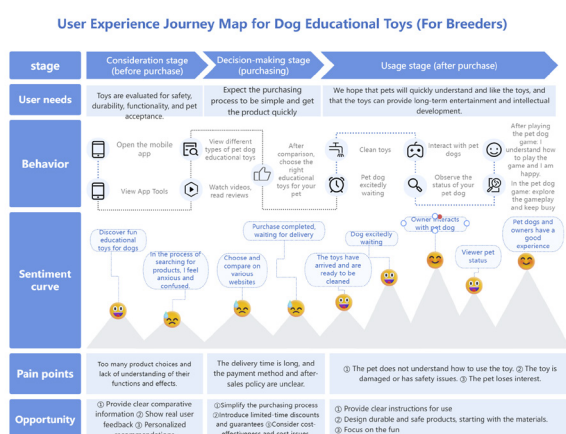 User Experience Journey Map for Dog Educational Toys (For Breeders)
stage
Consideration stage
(before purchase)
Decision-making stage
(purchasing)
Usage stage (after purchase)
User needs
Toys are evaluated for safety,
durability, functionality, and pet
acceptance.
Expect the purchasing
process to be simple and get
the product quickly
We hope that pets will quickly understand and like the toys, and
that the toys can provide long-term entertainment and intellectual
development.
Behavior
Open the mobile
app
View App Tools
View different
types of pet dog
educational toys
Watch videos,
read reviews
After
comparison,
choose the
right
educational
toys for your
pet
Clean toys
Pet dog
excitedly
waiting
Interact with pet
dogs
Observe the
status of your
pet dog
After playing
the pet dog
game: I
understand how
to play the
game and I am
happy.
In the pet dog
game: explore
the gameplay
and keep busy
Sentiment
curve
Discover fun
educational
toys for dogs
In the process of
searching for
products, I feel
anxious and
confused.
Choose and
compare on
various
websites
Purchase completed,
waiting for delivery
The toys have
arrived and are
ready to be
cleaned
Dog excitedly
waiting
Owner interacts
with pet dog
Viewer pet
status
Pet dogs and
owners have a
good
experience
Pain points
Too many product choices and
lack of understanding of their
functions and effects.
The delivery time is long, and
the payment method and after-
sales policy are unclear.
① The pet does not understand how to use the toy. ② The toy is
damaged or has safety issues. ③ The pet loses interest.
Opportunity
① Provide clear comparative
information ② Show real user
feedback ③ Personalized
recommendations
①Simplify the purchasing process
②Introduce limited-time discounts
and guarantees ③Consider cost-
effectiveness and cost issues
① Provide clear instructions for use
② Design durable and safe products, starting with the materials.
③ Focus on the fun